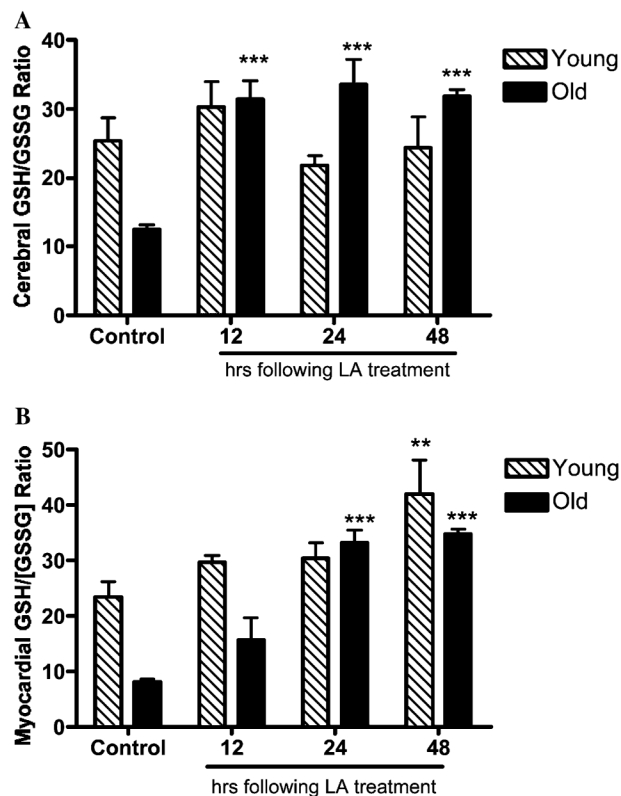 A
Cerebral GSH/GSSG Ratio
40
30
20
10
0
***
***
***
Young
Old
Control
12
24
48
hrs following LA treatment
B
Myocardial GSH/[GSSG] Ratio
50
40
30
20
10
0
**
***
***
Young
Old
Control
12
24
48
hrs following LA treatment